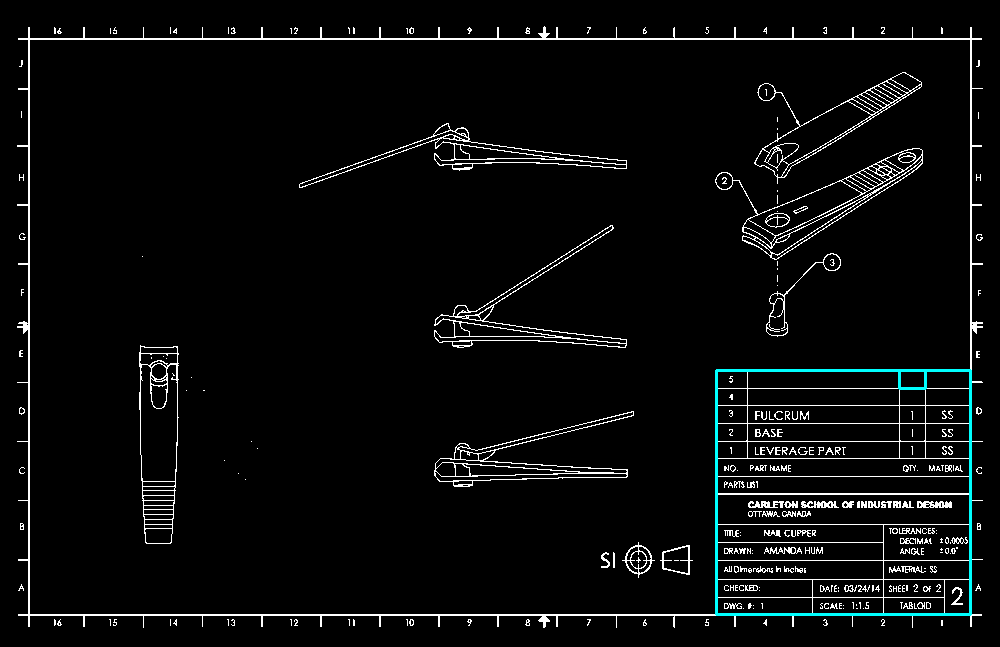 16 15 14 13 12 11 10 9 8 7 6 5 4 3 2 1
J J
I I
H H
G G
F F
E E
D D
C C
B B
A A
1
2
3
5
4
3 FULCRUM 1 SS
2 BASE 1 SS
1 LEVERAGE PART 1 SS
NO. PART NAME QTY. MATERIAL
PARTS LIST
CARLETON SCHOOL OF INDUSTRIAL DESIGN
OTTAWA, CANADA
TITLE: NAIL CLIPPER
TOLERANCES:
DECIMAL ±0.0005
ANGLE ±0.0°
DRAWN: AMANDA HUM
All Dimensions in Inches MATERIAL: SS
CHECKED: DATE: 03/24/14 SHEET 2 OF 2
DWG. #: 1 SCALE: 1:1.5 TABLOID 2
SI
16 15 14 13 12 11 10 9 8 7 6 5 4 3 2 1